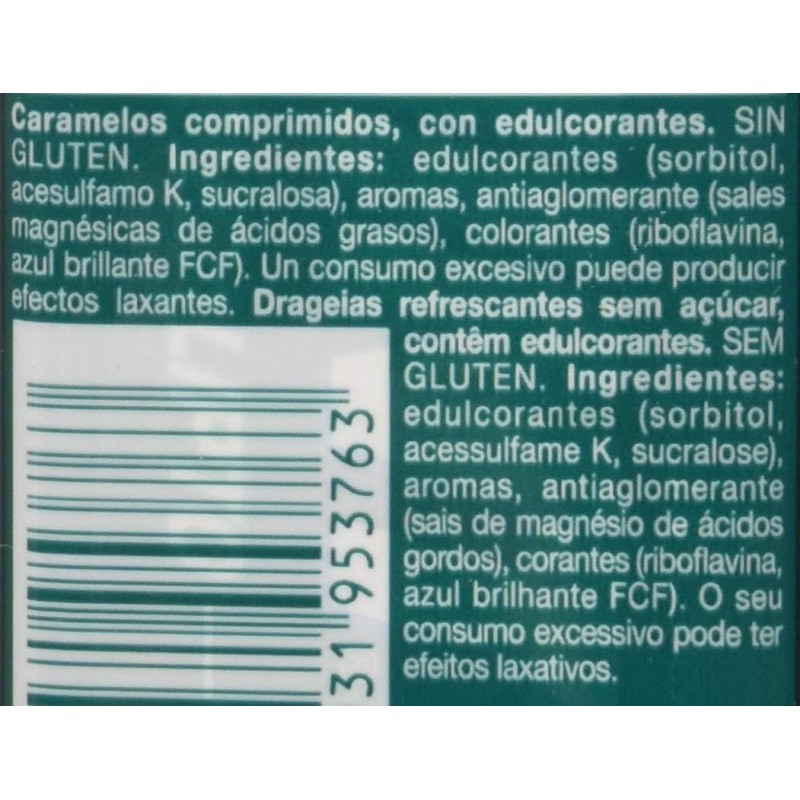 Caramelos comprimidos, con edulcorantes. SIN
GLUTEN. Ingredientes: edulcorantes (sorbitol,
acesulfamo K, sucralosa), aromas, antiaglomerante (sales
magnésicas de ácidos grasos), colorantes (riboflavina,
azul brillante FCF). Un consumo excesivo puede producir
efectos laxantes. Drageias refrescantes sem açúcar,
contêm edulcorantes. SEM
GLUTEN. Ingredientes:
edulcorantes (sorbitol,
acessulfame K, sucralose),
aromas, antiaglomerante
(sais de magnésio de ácidos
gordos), corantes (riboflavina,
azul brilhante FCF). O seu
consumo excessivo pode ter
efeitos laxativos.
31 953763